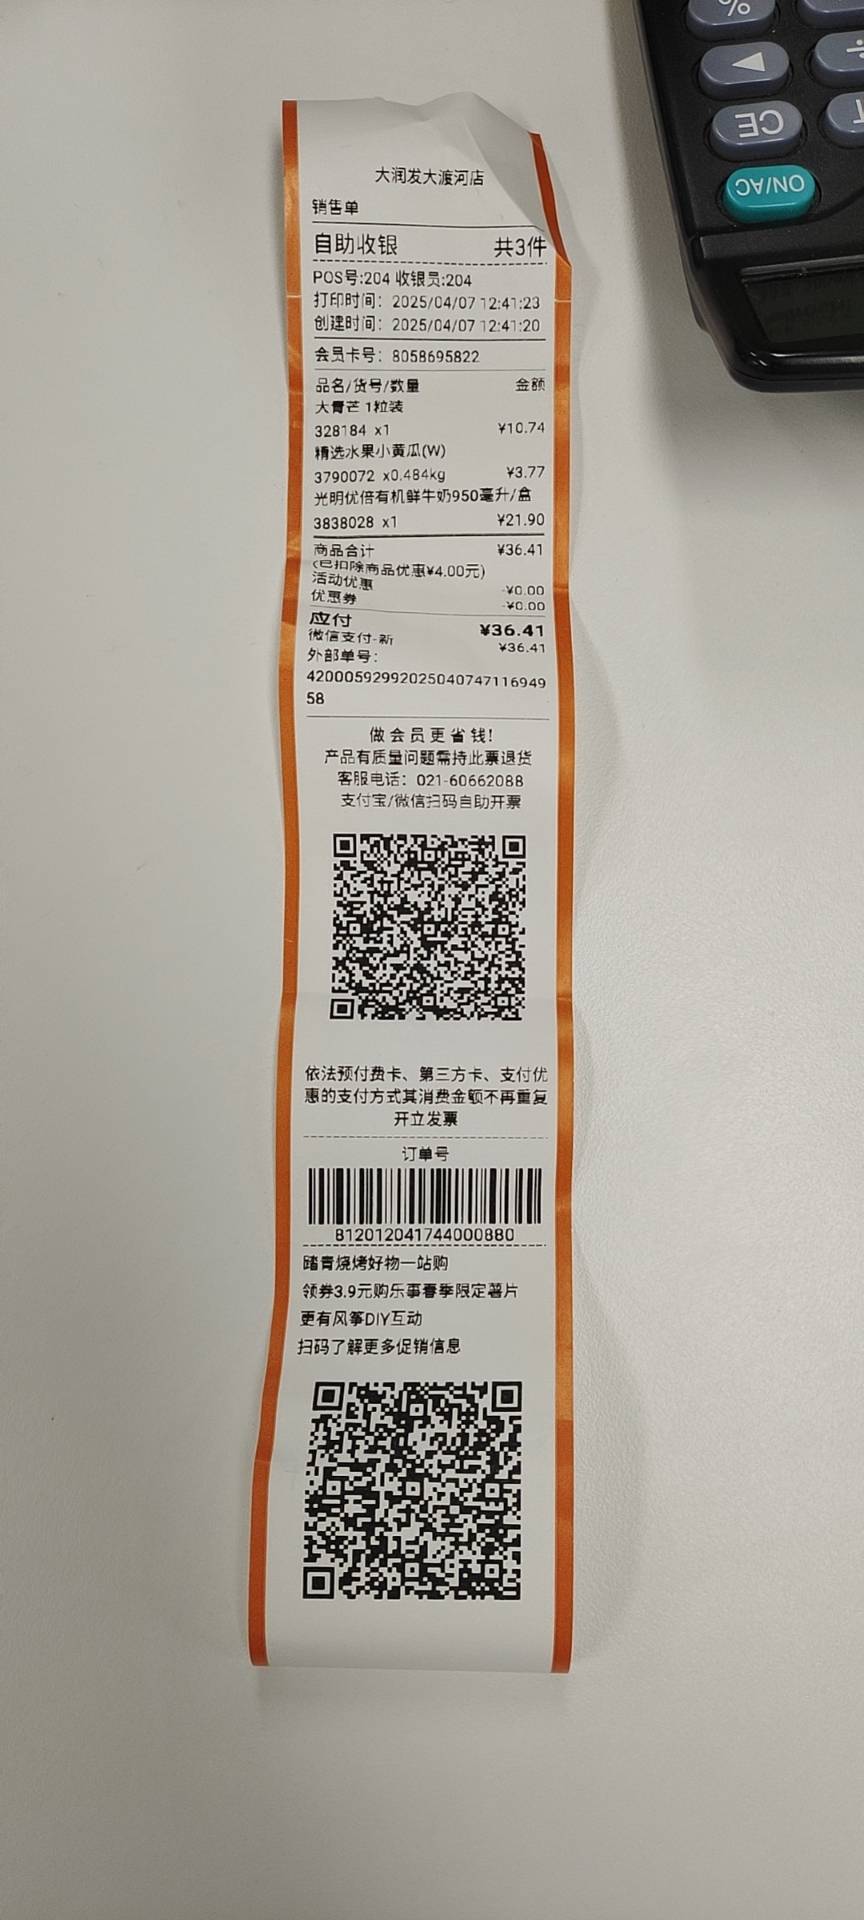 大润发大渡河店
销售单
自助收银 共3件
POS号:204 收银员:204
打印时间: 2025/04/07 12:41:23
创建时间: 2025/04/07 12:41:20
会员卡号: 8058695822
品名/货号/数量 金额
大青芒 1粒装
328184 x1 ¥10.74
精选水果小黄瓜(W)
3790072 x0.484kg ¥3.77
光明优倍有机鲜牛奶950毫升/盒
3838028 x1 ¥21.90
商品合计 ¥36.41
(已扣除商品优惠¥4.00元)
活动优惠 -¥0.00
优惠券 -¥0.00
应付 ¥36.41
微信支付-新 ¥36.41
外部单号:
42000592992025040747116949
58
做会员更省钱!
产品有质量问题需持此票退货
客服电话: 021-60662088
支付宝/微信扫码自助开票
依法预付费卡、第三方卡、支付优
惠的支付方式其消费金额不再重复
开立发票
订单号
812012041744000880
踏青烧烤好物一站购
领券3.9元购乐事春季限定薯片
更有风筝DIY互动
扫码了解更多促销信息
%
CE
ON/AC